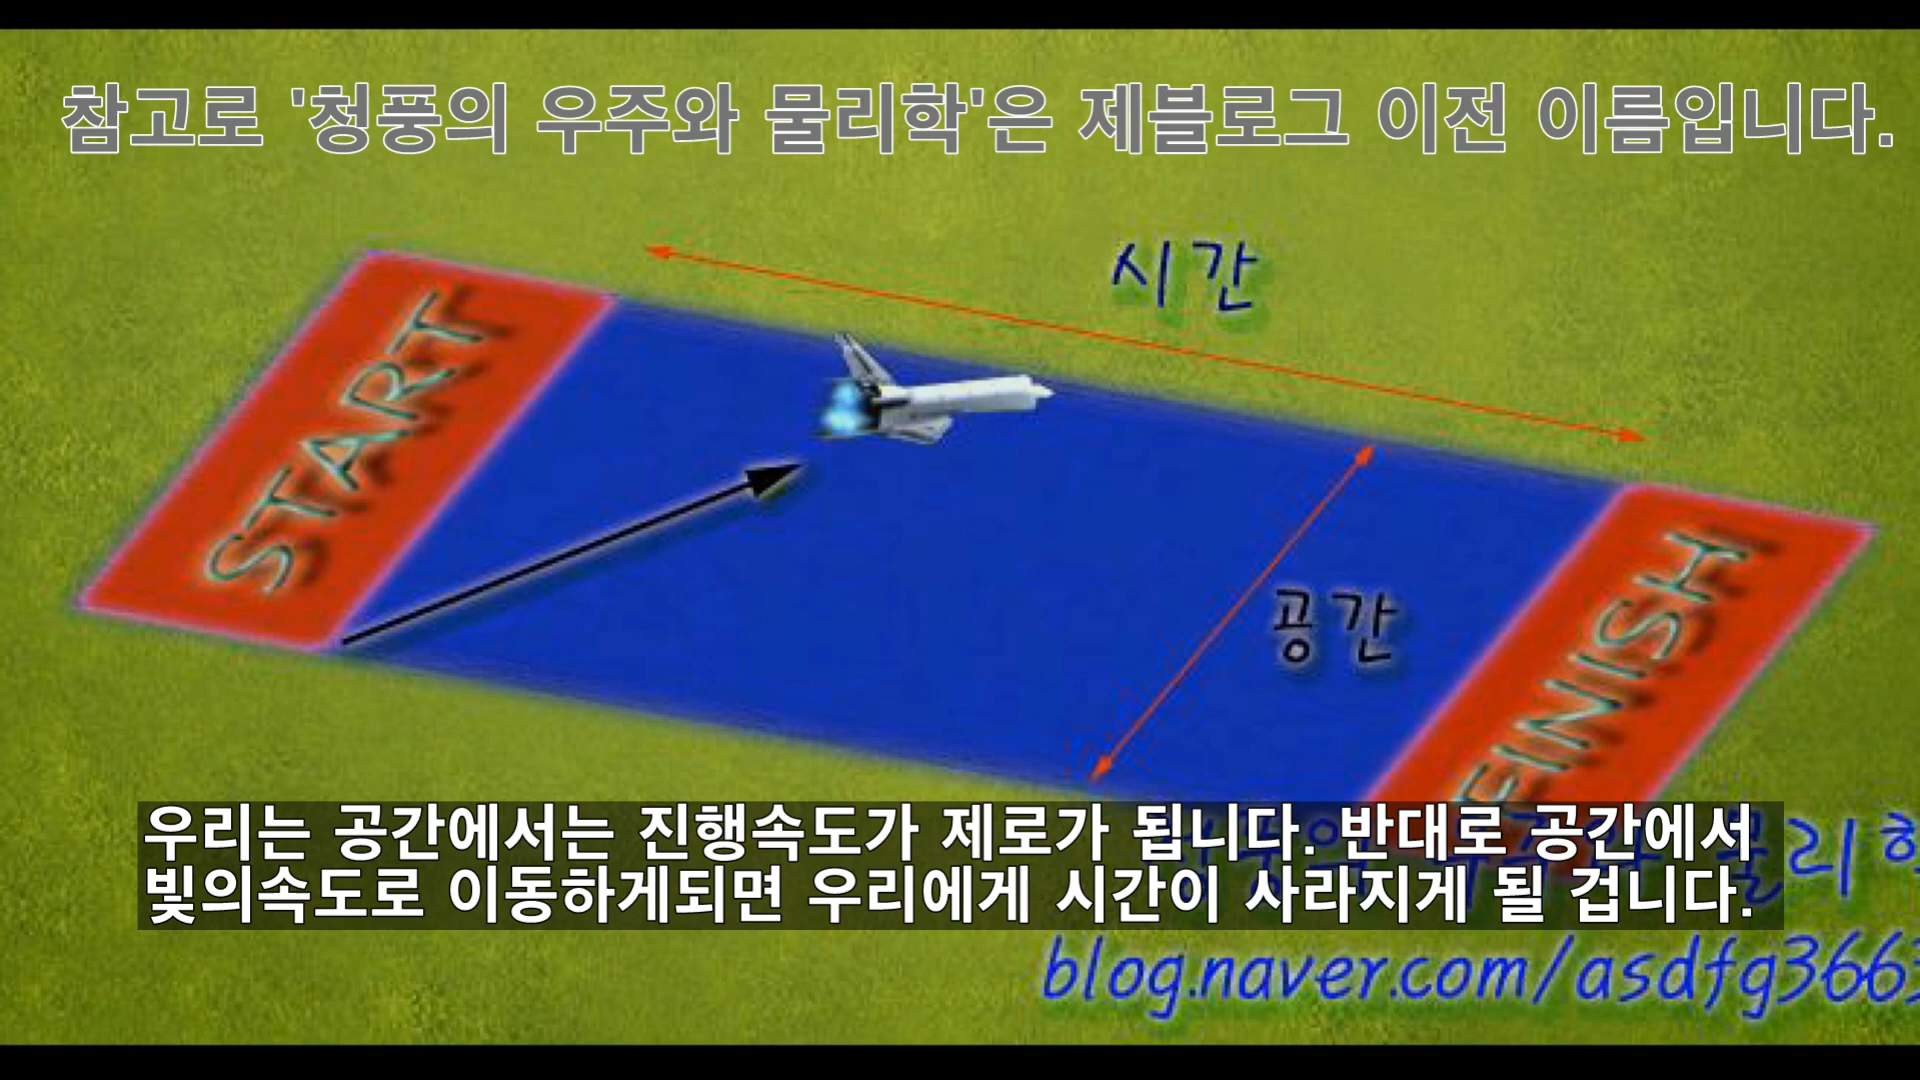 참고로 '청풍의 우주와 물리학'은 제블로그 이전 이름입니다.
시간
START
공간
FINISH
우리는 공간에서는 진행속도가 제로가 됩니다. 반대로 공간에서
빛의속도로 이동하게되면 우리에게 시간이 사라지게 될 겁니다.
blog.naver.com/asdfg3663